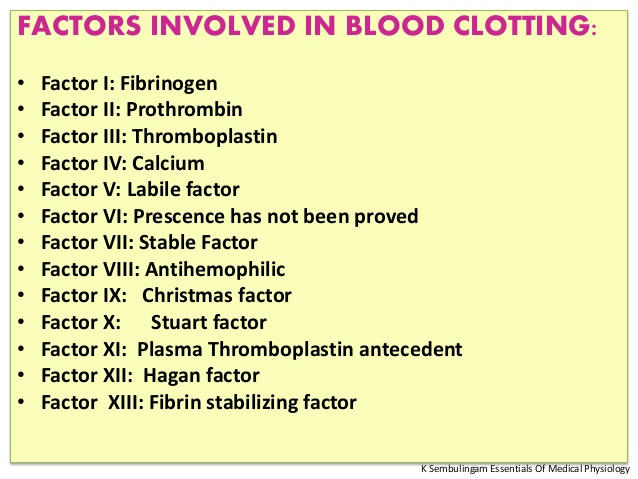 FACTORS INVOLVED IN BLOOD CLOTTING:
• Factor I: Fibrinogen
• Factor II: Prothrombin
• Factor III: Thromboplastin
• Factor IV: Calcium
• Factor V: Labile factor
• Factor VI: Prescence has not been proved
• Factor VII: Stable Factor
• Factor VIII: Antihemophilic
• Factor IX: Christmas factor
• Factor X: Stuart factor
• Factor XI: Plasma Thromboplastin antecedent
• Factor XII: Hagan factor
• Factor XIII: Fibrin stabilizing factor
K Sembulingam Essentials Of Medical Physiology